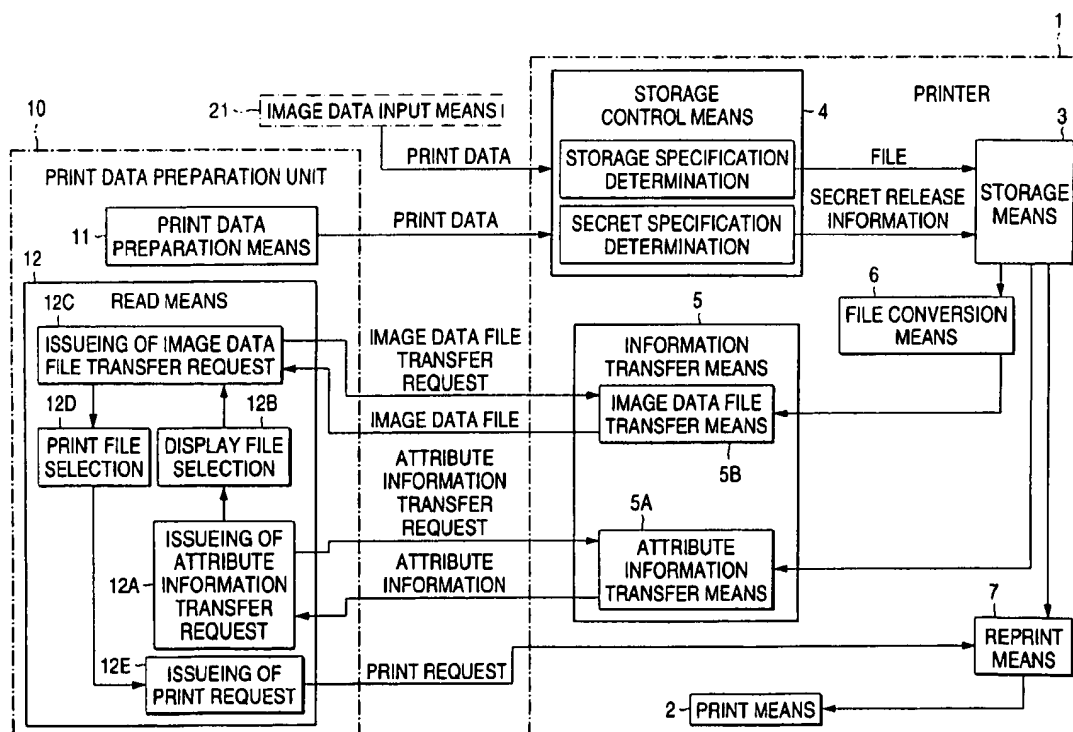 1
21
IMAGE DATA INPUT MEANS
10
PRINT DATA PREPARATION UNIT
11
PRINT DATA
PREPARATION MEANS
PRINT DATA
PRINT DATA
STORAGE
CONTROL MEANS
4
STORAGE SPECIFICATION
DETERMINATION
SECRET SPECIFICATION
DETERMINATION
PRINTER
FILE
SECRET RELEASE
INFORMATION
3
STORAGE
MEANS
6
FILE CONVERSION
MEANS
12
READ MEANS
12C
ISSUEING OF IMAGE DATA
FILE TRANSFER REQUEST
12D
PRINT FILE
SELECTION
12B
DISPLAY FILE
SELECTION
12A
ISSUEING OF
ATTRIBUTE
INFORMATION
TRANSFER
REQUEST
12E
ISSUEING OF
PRINT REQUEST
IMAGE DATA FILE
TRANSFER
REQUEST
IMAGE DATA FILE
ATTRIBUTE
INFORMATION
TRANSFER
REQUEST
ATTRIBUTE
INFORMATION
PRINT REQUEST
5
INFORMATION
TRANSFER MEANS
IMAGE DATA FILE
TRANSFER MEANS
5B
5A
ATTRIBUTE
INFORMATION
TRANSFER MEANS
7
REPRINT
MEANS
2
PRINT MEANS